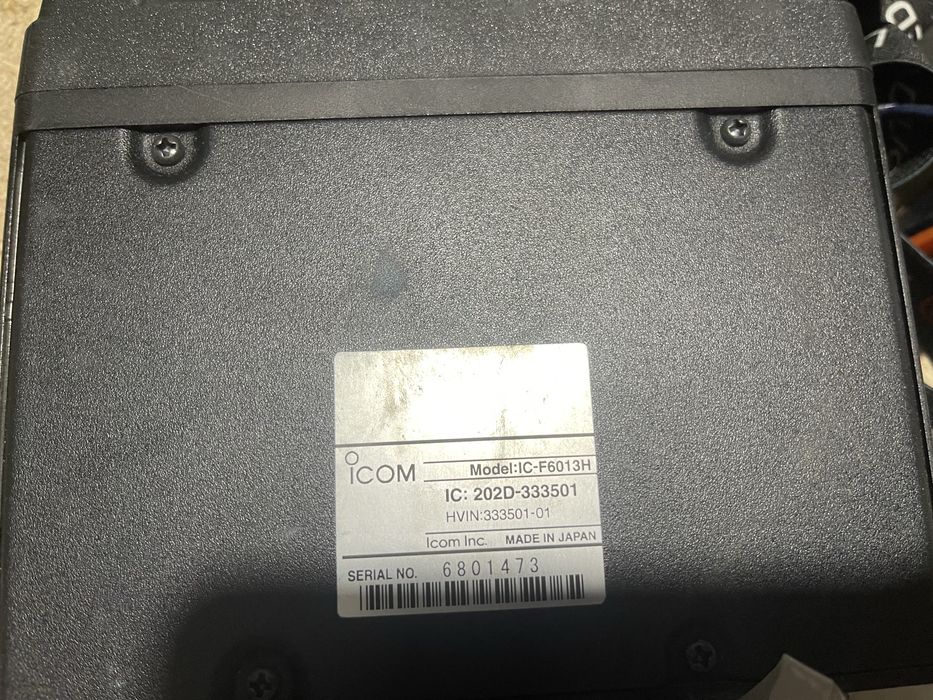 ICOM
Model:IC-F6013H
IC: 202D-333501
HVIN:333501-01
Icom Inc. MADE IN JAPAN
SERIAL NO. 6801473